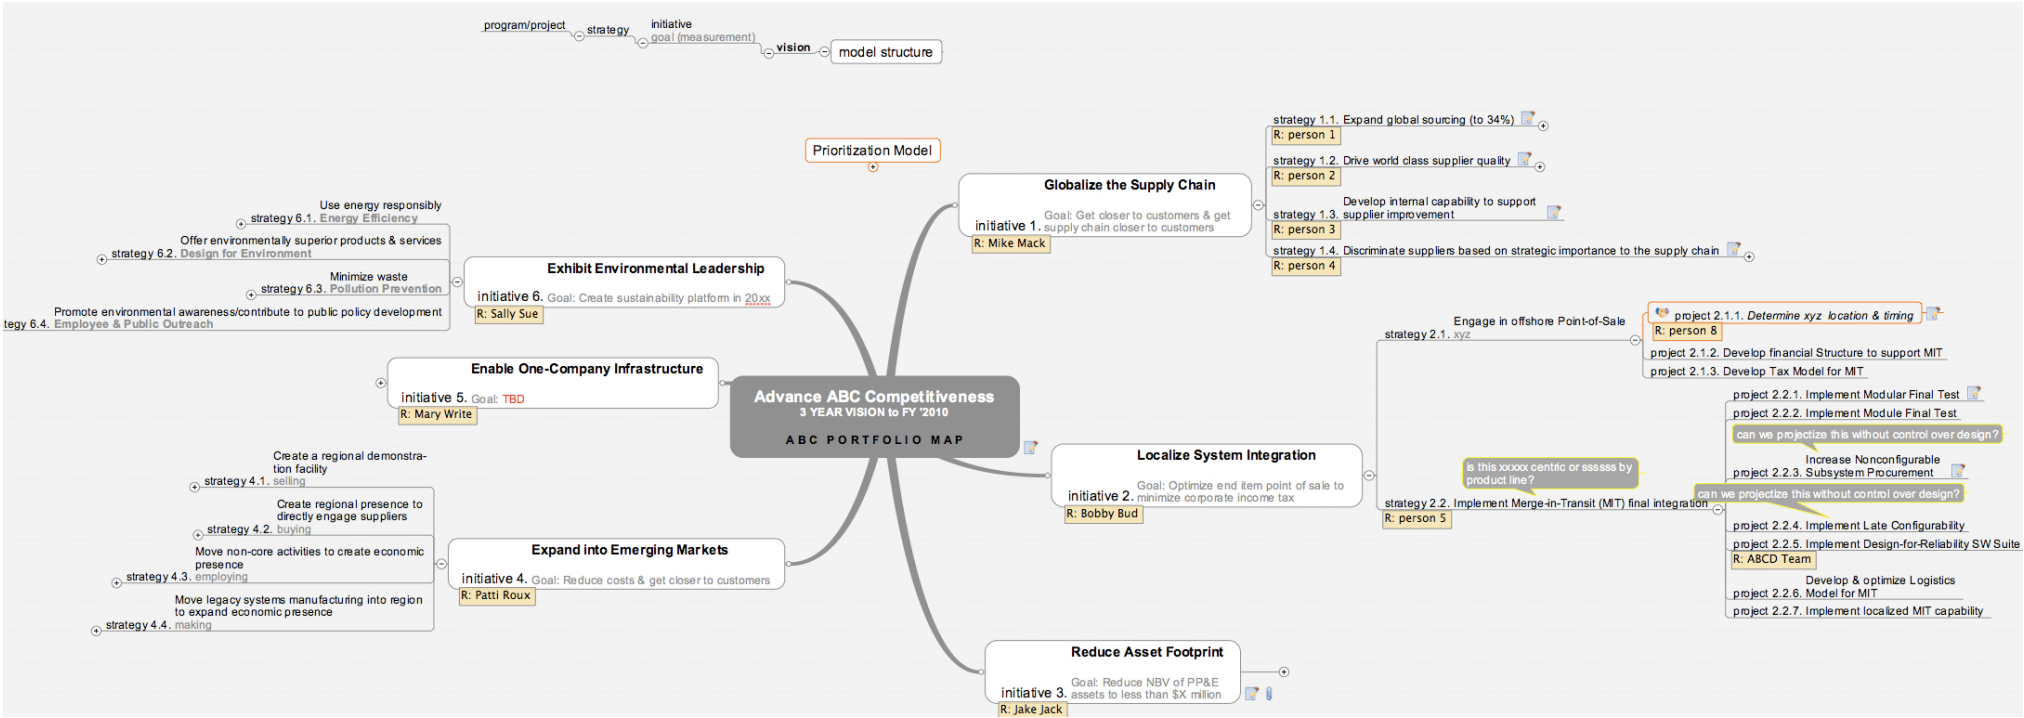 program/project
strategy
initiative
goal (measurement)
vision
model structure
Prioritization Model
Globalize the Supply Chain
initiative 1.
Goal: Get closer to customers & get
supply chain closer to customers
R: Mike Mack
strategy 1.1. Expand global sourcing (to 34%)
R: person 1
strategy 1.2. Drive world class supplier quality
R: person 2
Develop internal capability to support
strategy 1.3. supplier improvement
R: person 3
strategy 1.4. Discriminate suppliers based on strategic importance to the supply chain
R: person 4
Use energy responsibly
strategy 6.1. Energy Efficiency
Offer environmentally superior products & services
strategy 6.2. Design for Environment
Minimize waste
strategy 6.3. Pollution Prevention
Promote environmental awareness/contribute to public policy development
tegy 6.4. Employee & Public Outreach
Exhibit Environmental Leadership
initiative 6. Goal: Create sustainability platform in 20xx
R: Sally Sue
Enable One-Company Infrastructure
initiative 5. Goal: TBD
R: Mary Write
Advance ABC Competitiveness
3 YEAR VISION to FY '2010
ABC PORTFOLIO MAP
Localize System Integration
Goal: Optimize end item point of sale to
initiative 2. minimize corporate income tax
R: Bobby Bud
Engage in offshore Point-of-Sale
strategy 2.1. xyz
project 2.1.1. Determine xyz location & timing
R: person 8
project 2.1.2. Develop financial Structure to support MIT
project 2.1.3. Develop Tax Model for MIT
is this xxxxx centric or ssssss by
product line?
strategy 2.2. Implement Merge-in-Transit (MIT) final integration
R: person 5
project 2.2.1. Implement Modular Final Test
project 2.2.2. Implement Module Final Test
can we projectize this without control over design?
Increase Nonconfigurable
project 2.2.3. Subsystem Procurement
can we projectize this without control over design?
project 2.2.4. Implement Late Configurability
project 2.2.5. Implement Design-for-Reliability SW Suite
R: ABCD Team
Develop & optimize Logistics
project 2.2.6. Model for MIT
project 2.2.7. Implement localized MIT capability
Create a regional demonstra-
tion facility
strategy 4.1. selling
Create regional presence to
directly engage suppliers
strategy 4.2. buying
Move non-core activities to create economic
presence
strategy 4.3. employing
Move legacy systems manufacturing into region
to expand economic presence
strategy 4.4. making
Expand into Emerging Markets
initiative 4. Goal: Reduce costs & get closer to customers
R: Patti Roux
Reduce Asset Footprint
Goal: Reduce NBV of PP&E
initiative 3. assets to less than $X million
R: Jake Jack